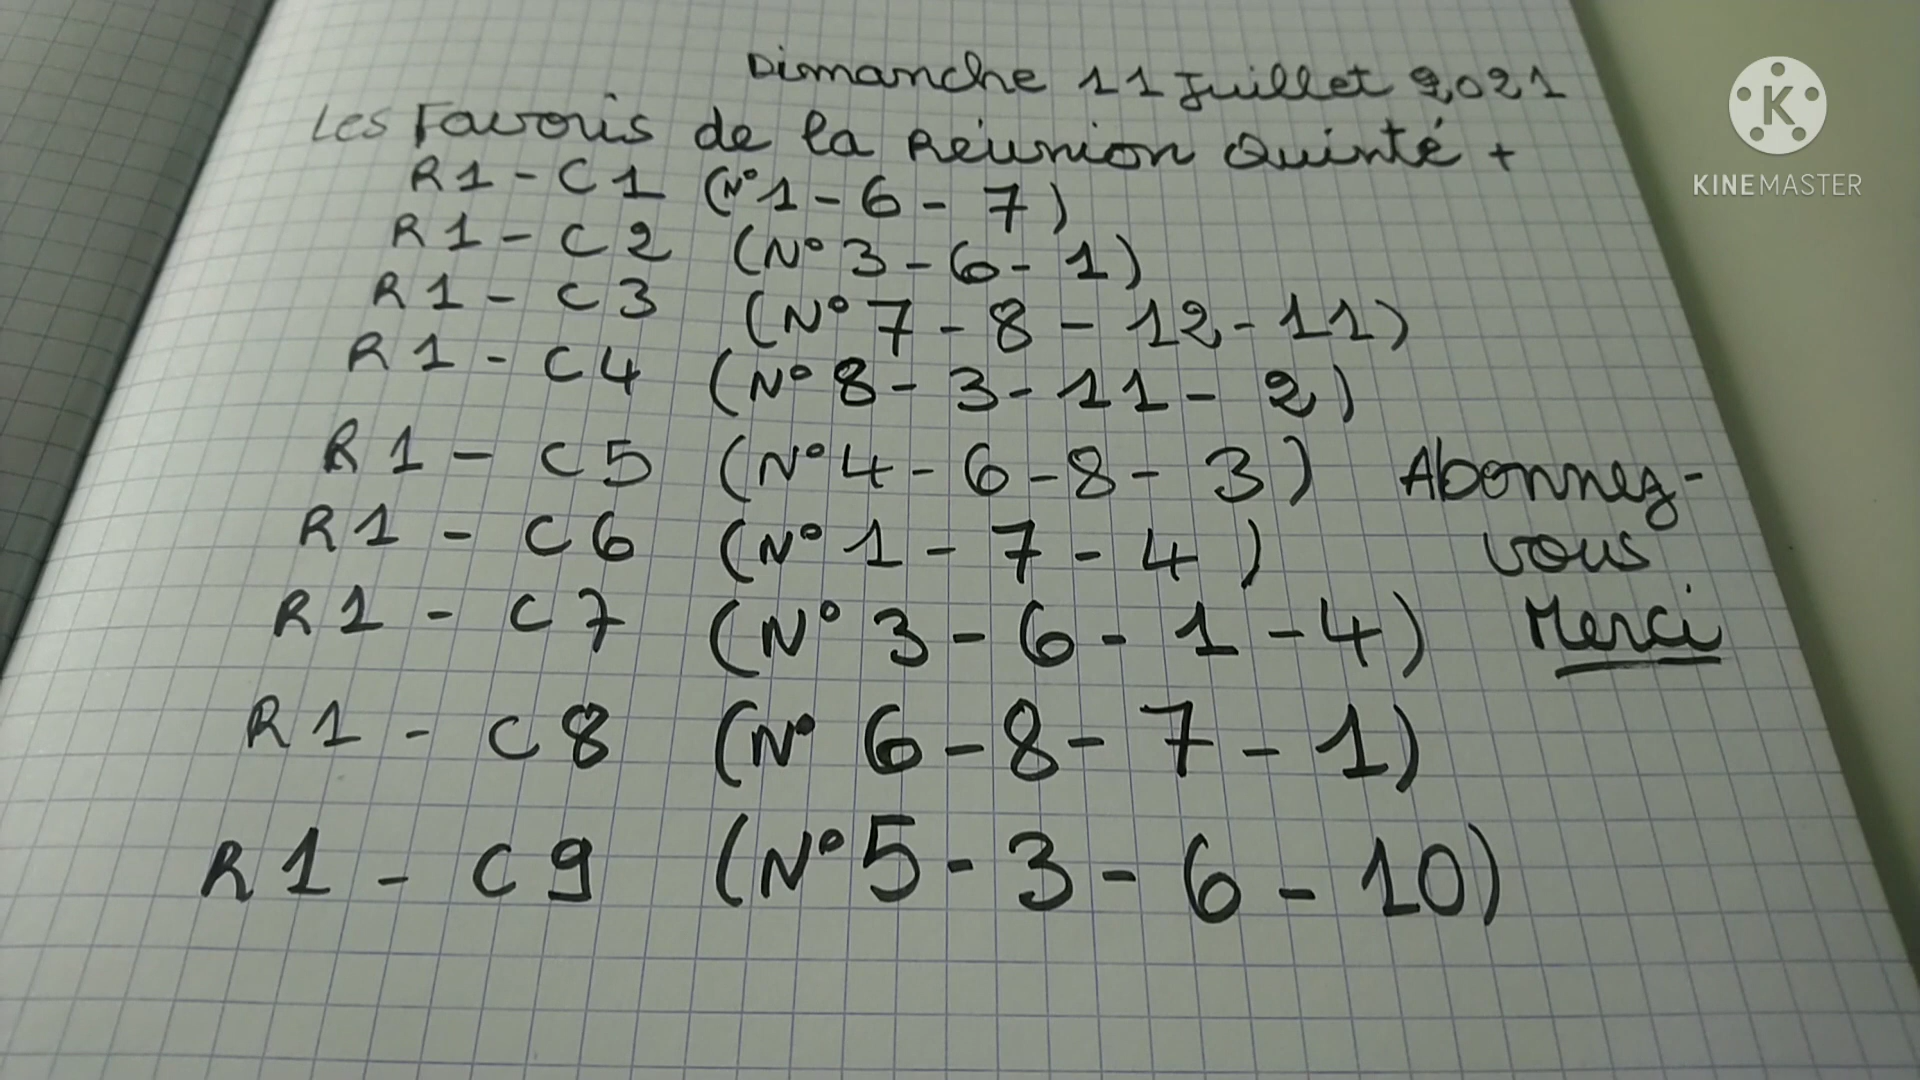 Dimanche 11 Juillet 2021
Les Favoris de la Réunion Quinté +
R1 - C1 (N° 1 - 6 - 7)
R1 - C2 (N° 3 - 6 - 1)
R1 - C3 (N° 7 - 8 - 12 - 11)
R1 - C4 (N° 8 - 3 - 11 - 2)
R1 - C5 (N° 4 - 6 - 8 - 3)
R1 - C6 (N° 1 - 7 - 4)
R1 - C7 (N° 3 - 6 - 1 - 4)
R1 - C8 (N° 6 - 8 - 7 - 1)
R1 - C9 (N° 5 - 3 - 6 - 10)
Abonnez-
vous
Merci
K
KINEMASTER